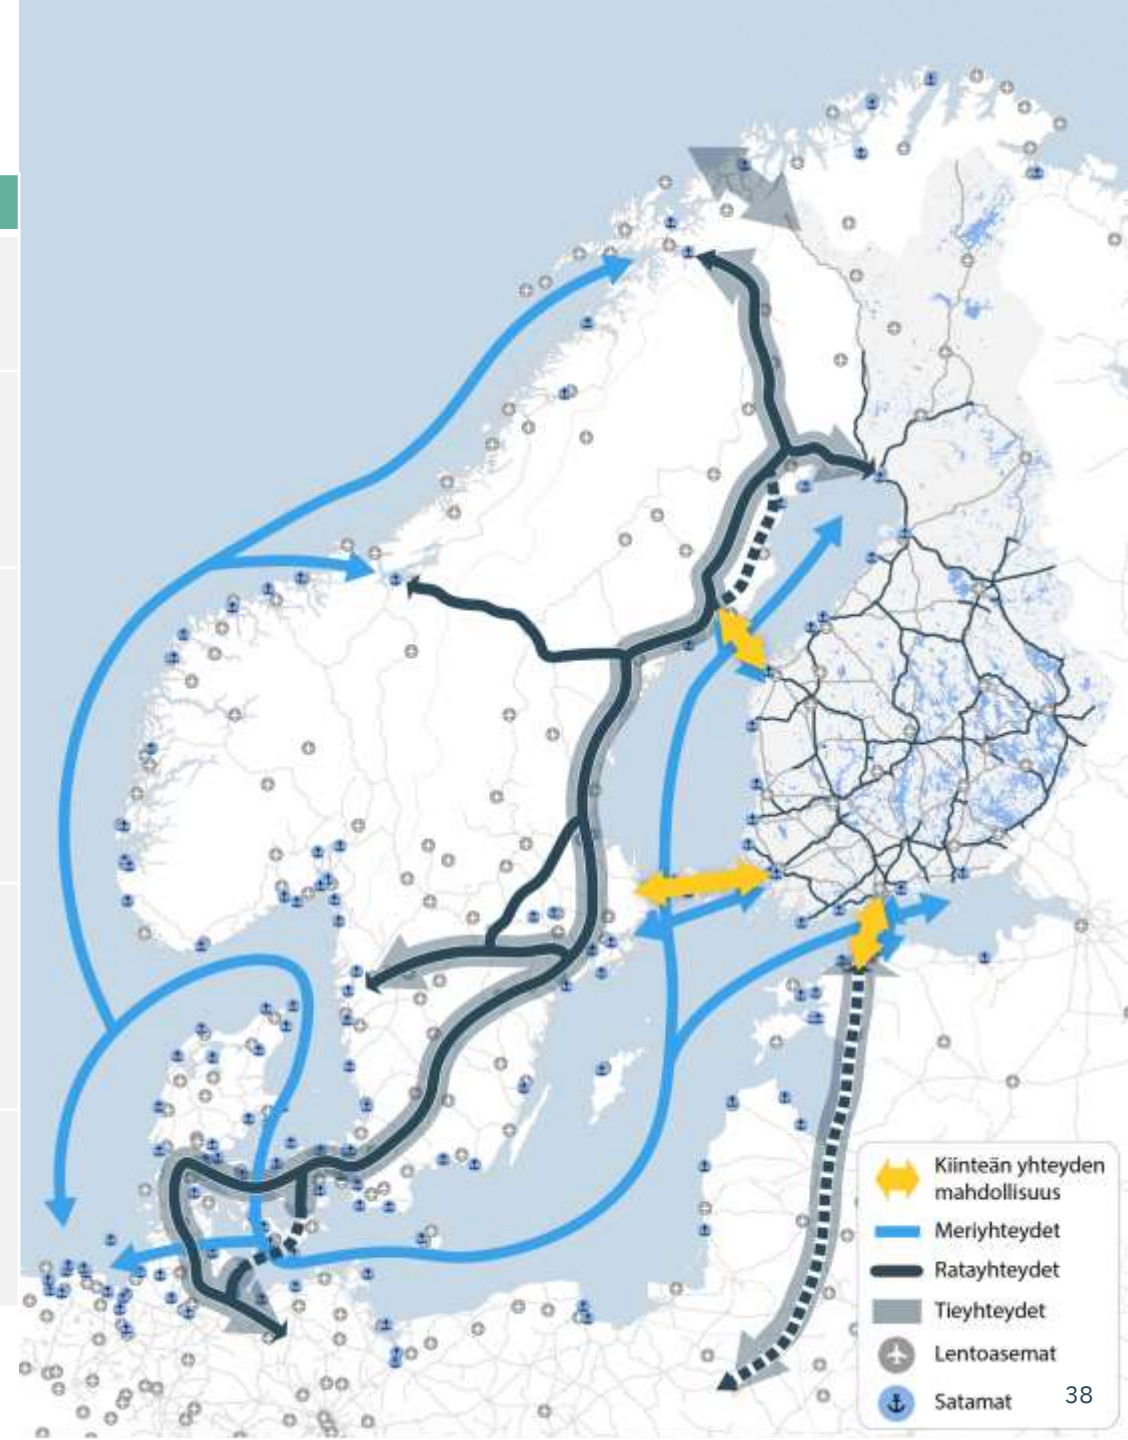 Kiinteän yhteyden
mahdollisuus
Meriyhteydet
Ratayhteydet
Tieyhteydet
Lentoasemat
Satamat
38